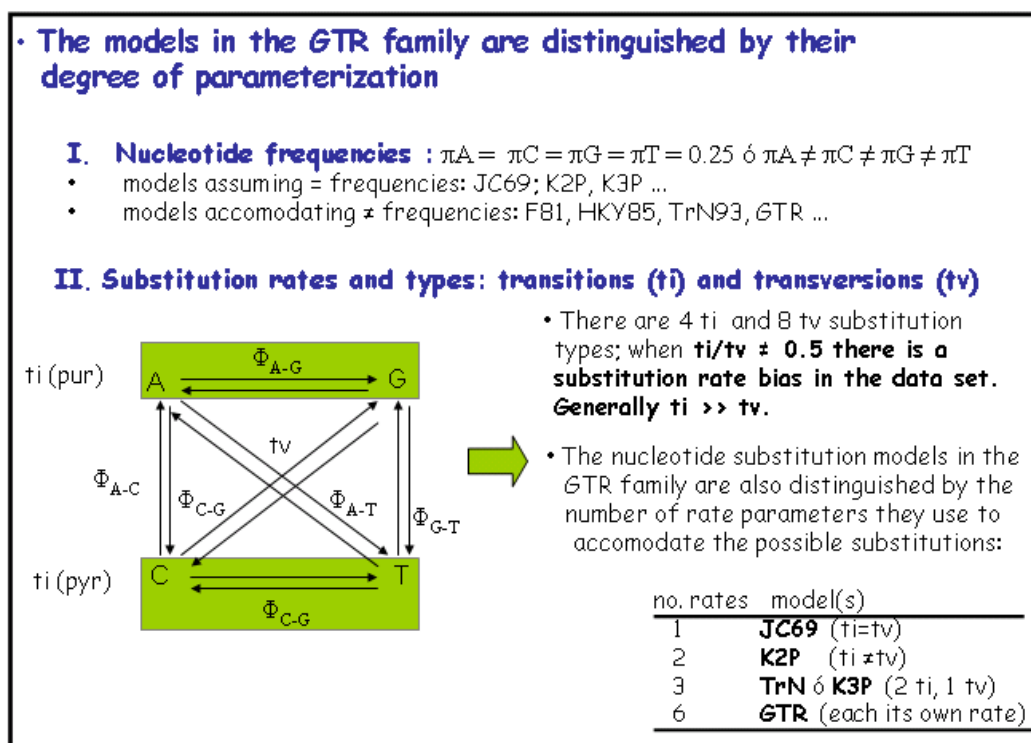 · The models in the GTR family are distinguished by their
degree of parameterization
I. Nucleotide frequencies : πA = πC = πG = πT = 0.25 ó πA ≠ πC ≠ πG ≠ πT
• models assuming = frequencies: JC69; K2P, K3P ...
• models accomodating ≠ frequencies: F81, HKY85, TrN93, GTR ...
II. Substitution rates and types: transitions (ti) and transversions (tv)
ti (pur)
A Φ A-G G
tv
Φ A-C Φ C-G Φ A-T Φ G-T
ti (pyr)
C T
Φ C-G
• There are 4 ti and 8 tv substitution
types; when ti/tv ≠ 0.5 there is a
substitution rate bias in the data set.
Generally ti >> tv.
• The nucleotide substitution models in the
GTR family are also distinguished by the
number of rate parameters they use to
accomodate the possible substitutions:
no. rates model(s)
1 JC69 (ti=tv)
2 K2P (ti ≠tv)
3 TrN ó K3P (2 ti, 1 tv)
6 GTR (each its own rate)